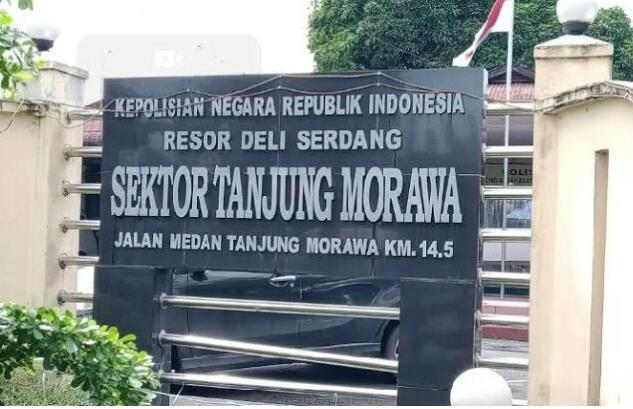 KEPOLISIAN NEGARA REPUBLIK INDONESIA
RESOR DELI SERDANG
SEKTOR TANJUNG MORAWA
JALAN MEDAN TANJUNG MORAWA KM. 14.5